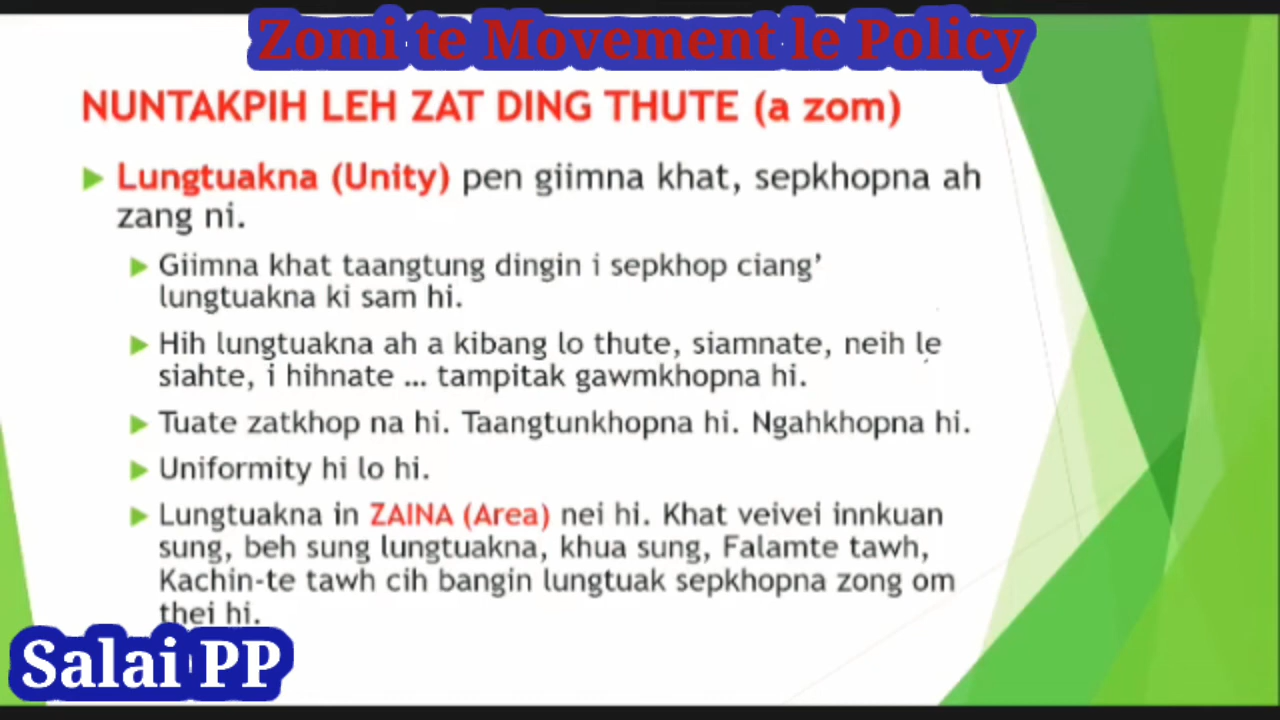 Zomi te Movement le Policy
NUNTAKPIH LEH ZAT DING THUTE (a zom)
Lungtuakna (Unity) pen giimna khat, sepkhopna ah
zang ni.
Giimna khat taangtung dingin i sepkhop ciang’
lungtuakna ki sam hi.
Hih lungtuakna ah a kibang lo thute, siamnate, neih le
siahte, i hihnate … tampitak gawmkhopna hi.
Tuate zatkhop na hi. Taangtunkhopna hi. Ngahkhopna hi.
Uniformity hi lo hi.
Lungtuakna in ZAINA (Area) nei hi. Khat veivei innkuan
sung, beh sung lungtuakna, khua sung, Falamte tawh,
Kachin-te tawh cih bangin lungtuak sepkhopna zong om
thei hi.
Salai PP